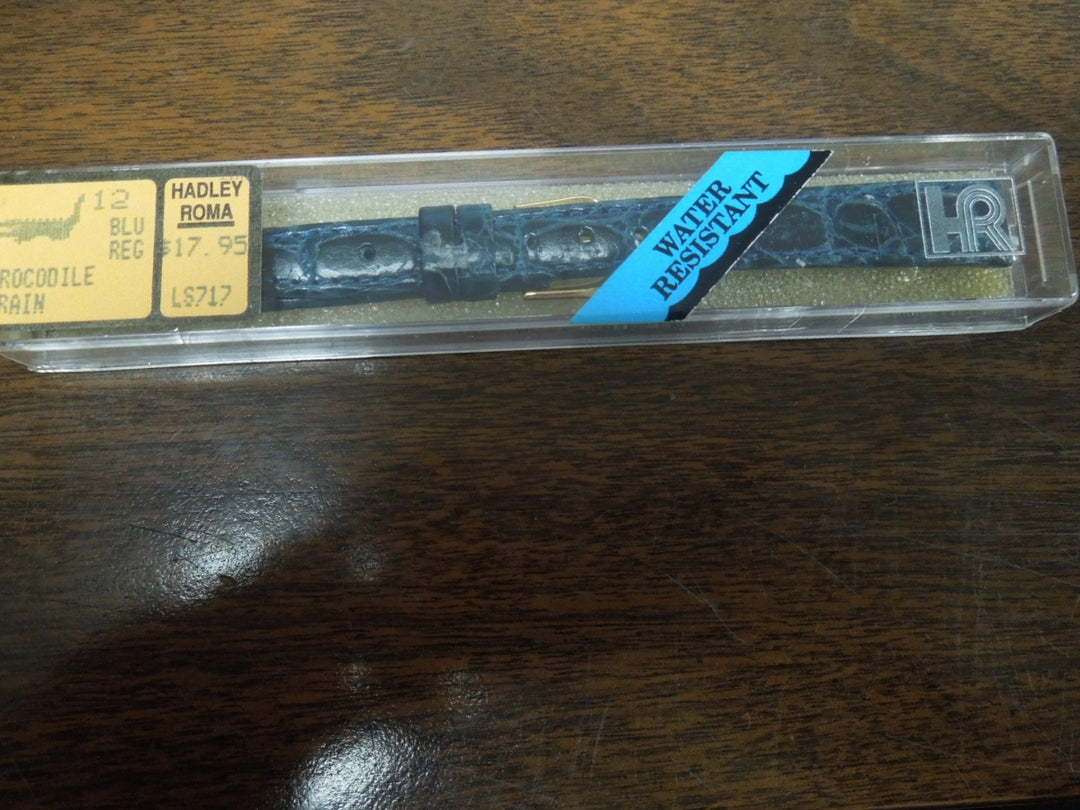 12
BLU
REG
ROCODILE
RAIN
HADLEY
ROMA
$17.95
LS717
WATER
RESISTANT
HR